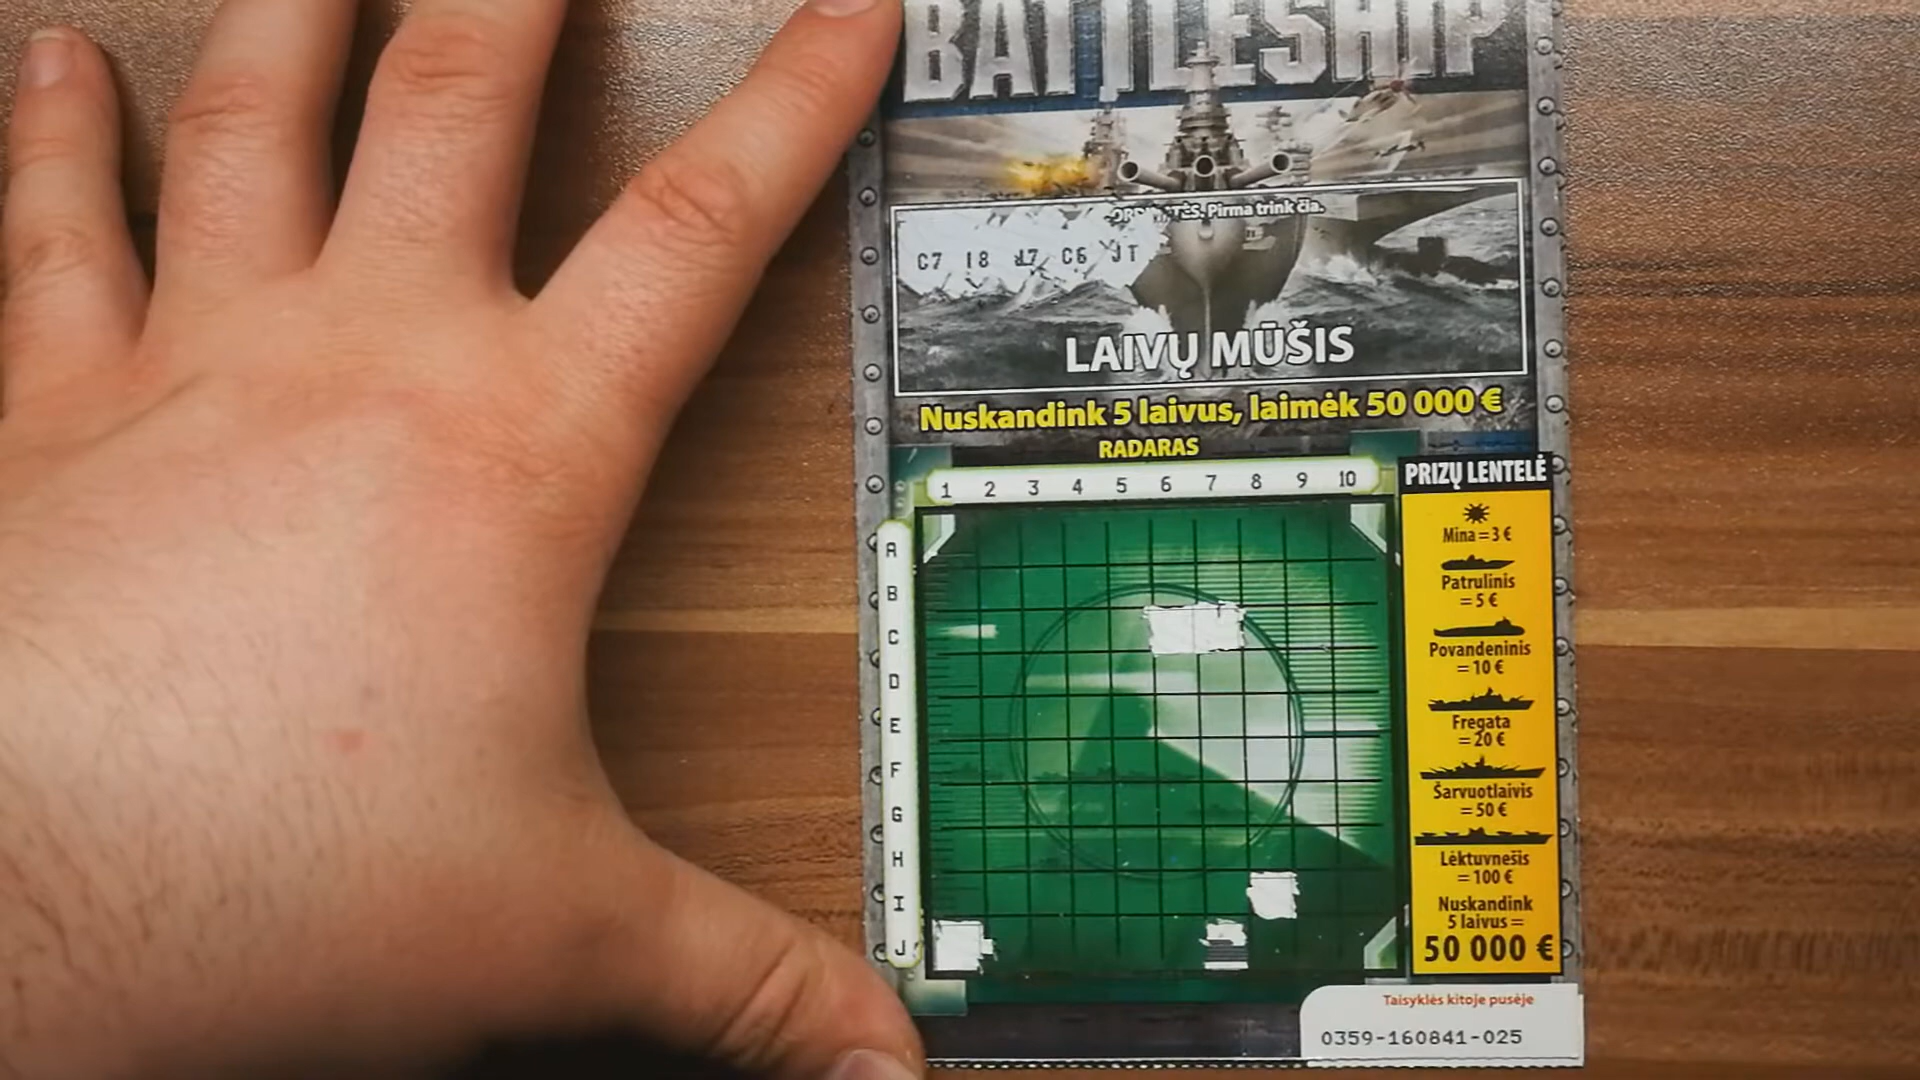 BATTLESHIP
Pirma trink čia.
C7 I8 J7 C6
LAIVŲ MŪŠIS
Nuskandink 5 laivus, laimėk 50 000 €
RADARAS
1 2 3 4 5 6 7 8 9 10
A
B
C
D
E
F
G
H
I
J
PRIZŲ LENTELĖ
Mina = 3 €
Patrulinis
= 5 €
Povandeninis
= 10 €
Fregata
= 20 €
Šarvuotlaivis
= 50 €
Lėktuvnešis
= 100 €
Nuskandink
5 laivus =
50 000 €
Taisyklės kitoje pusėje
0359-160841-025